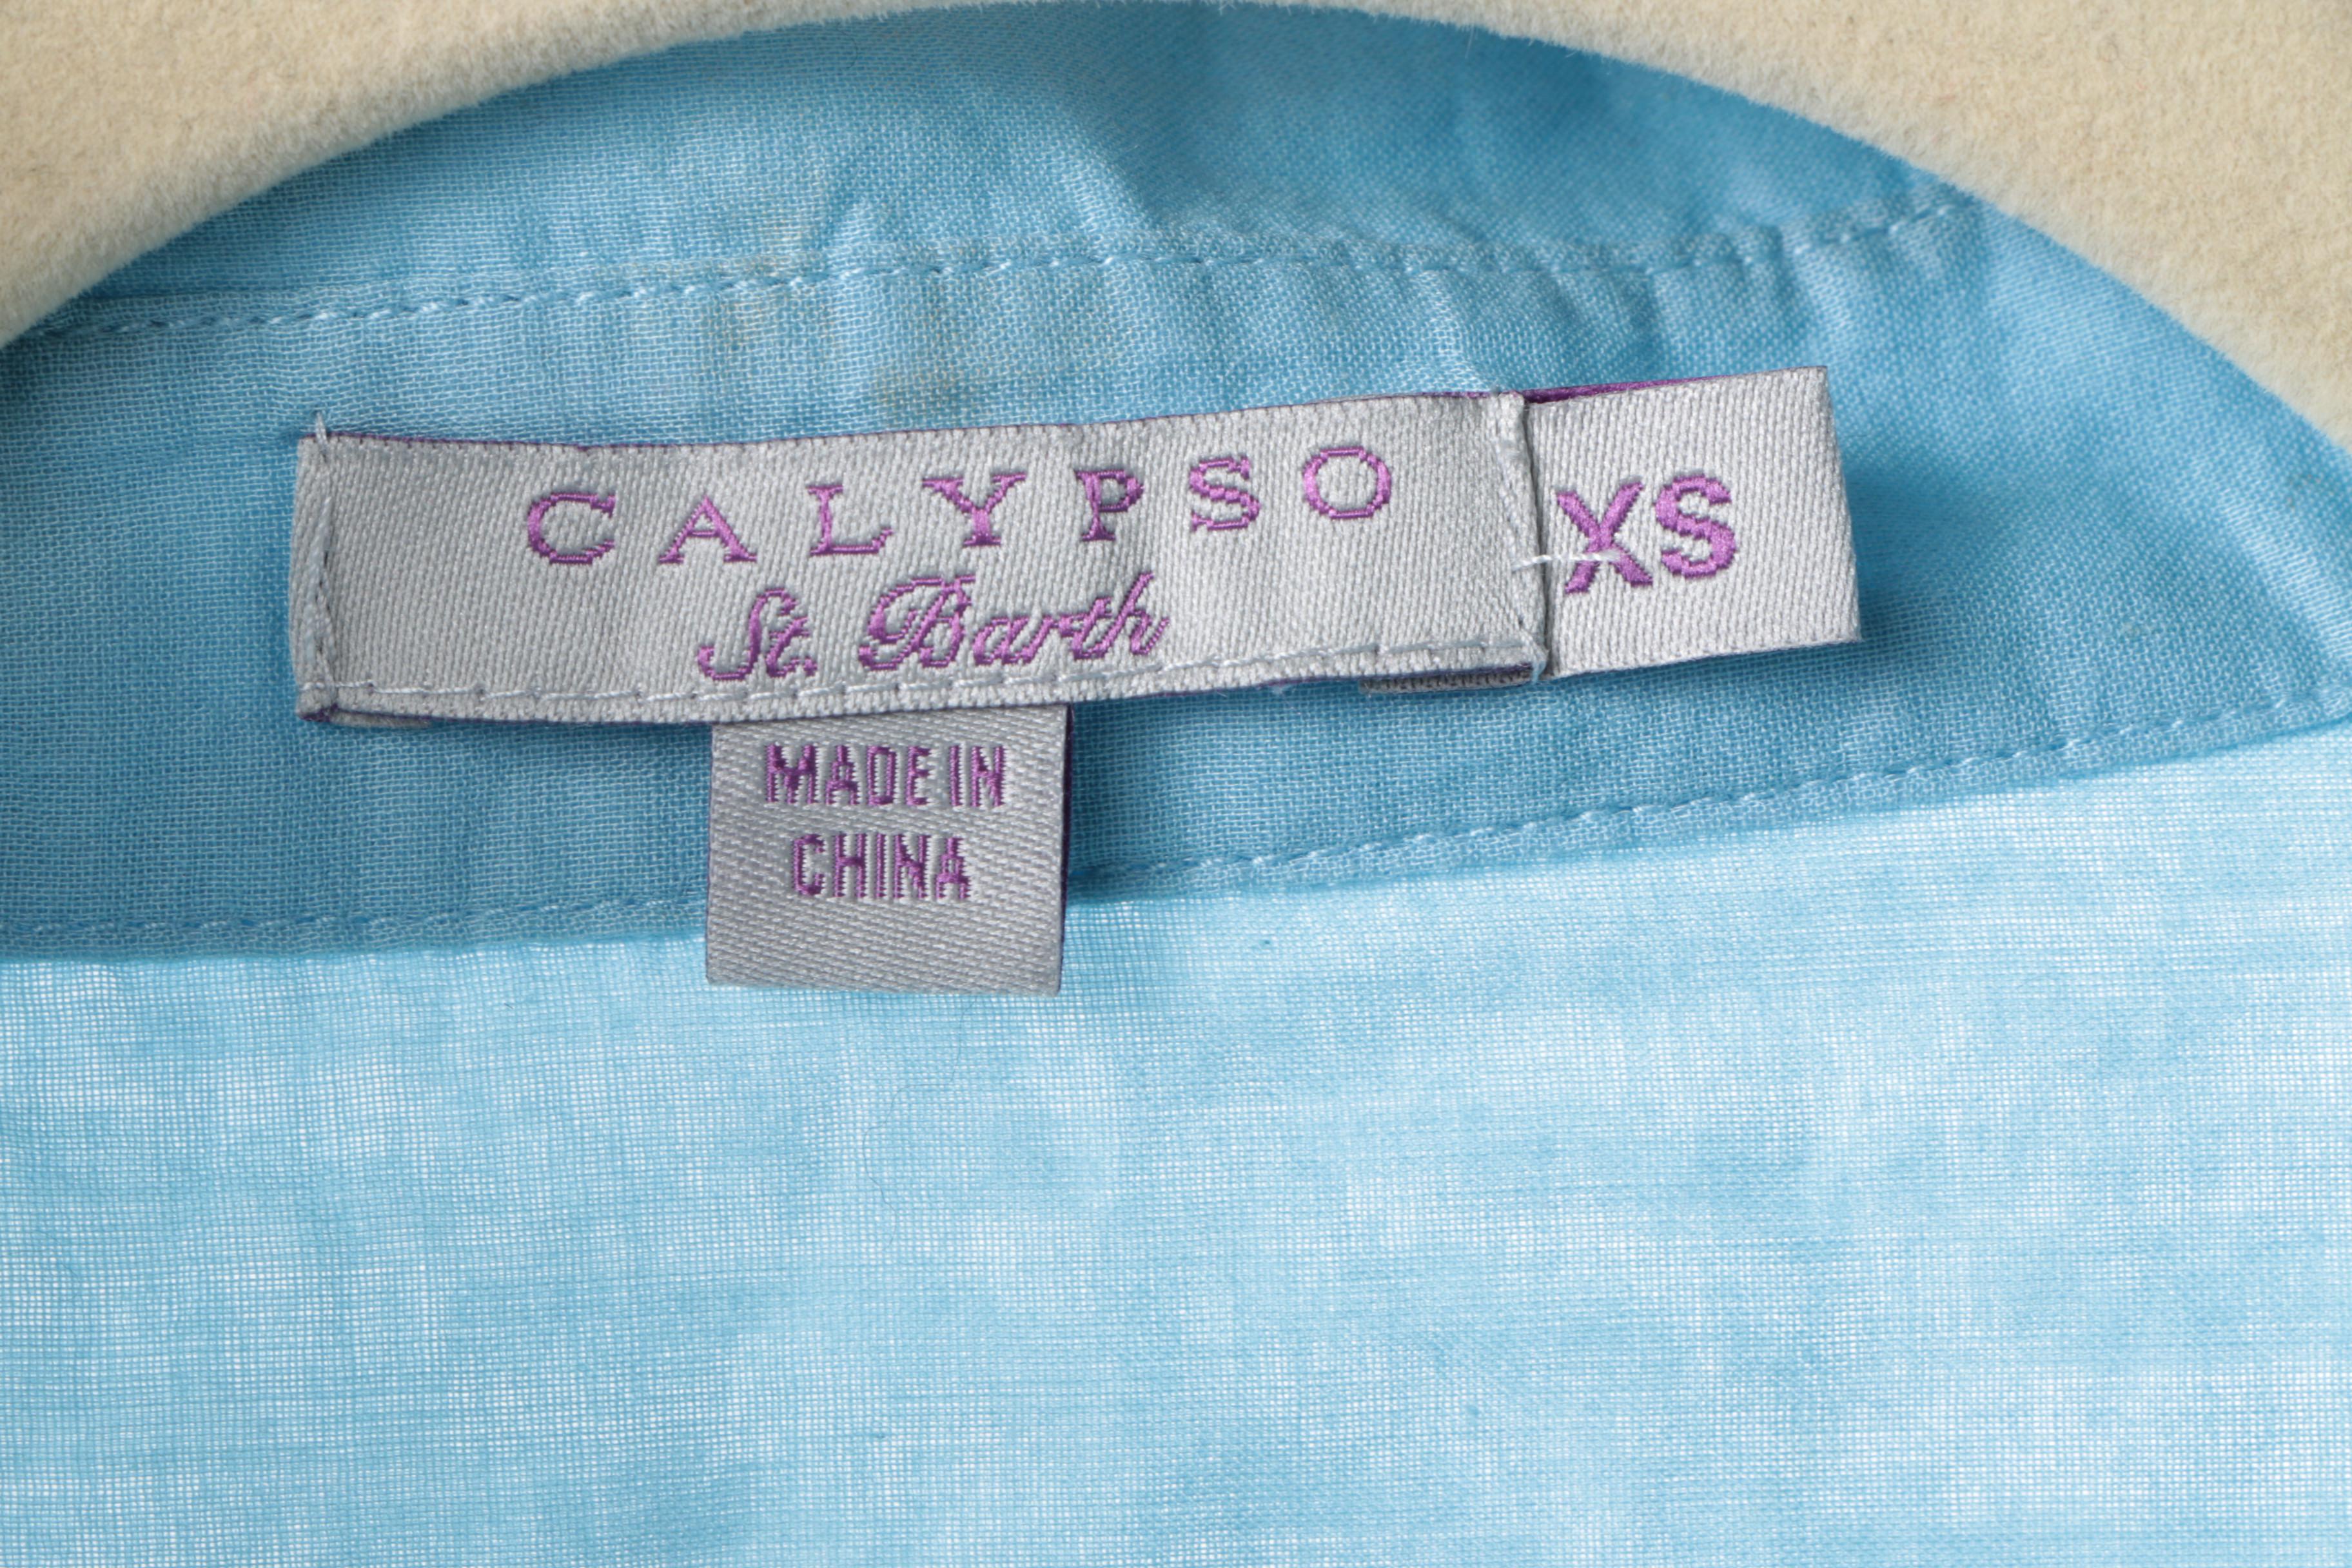 CALYPSO
St. Barth
XS
MADE IN
CHINA